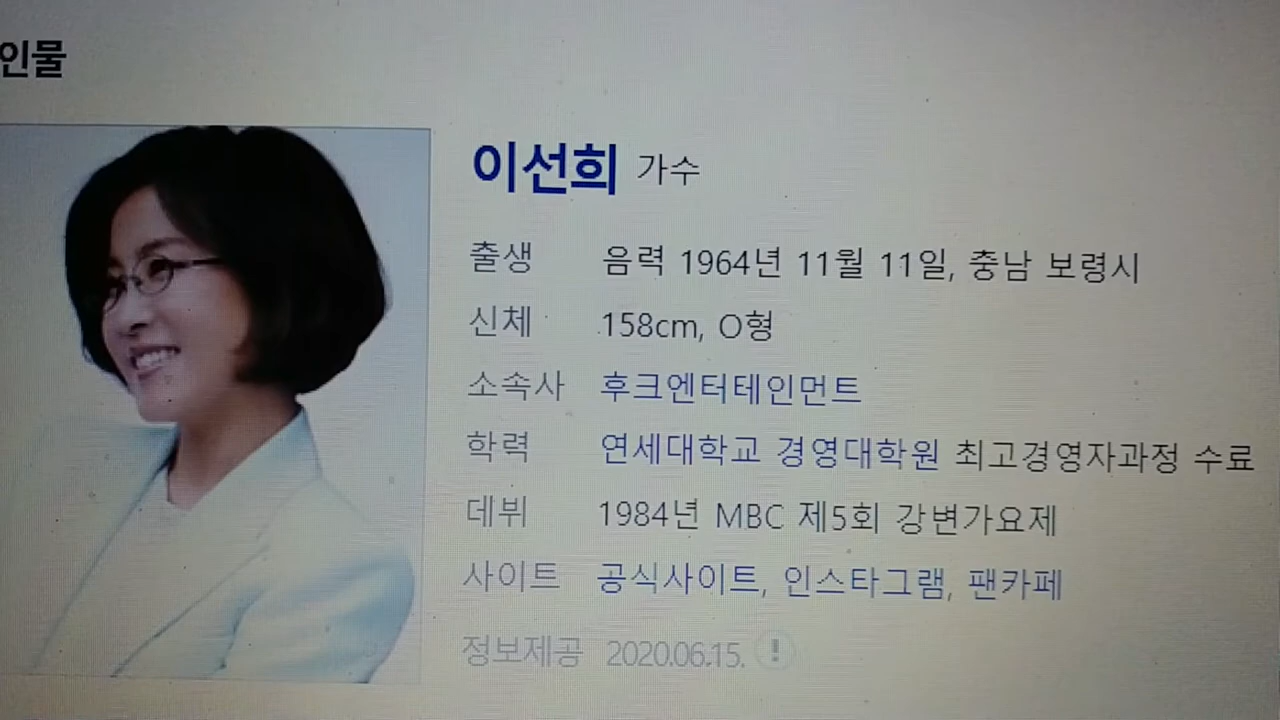 인물
이선희 가수
출생 음력 1964년 11월 11일, 충남 보령시
신체 158cm, O형
소속사 후크엔터테인먼트
학력 연세대학교 경영대학원 최고경영자과정 수료
데뷔 1984년 MBC 제5회 강변가요제
사이트 공식사이트, 인스타그램, 팬카페
정보제공 2020.06.15. !